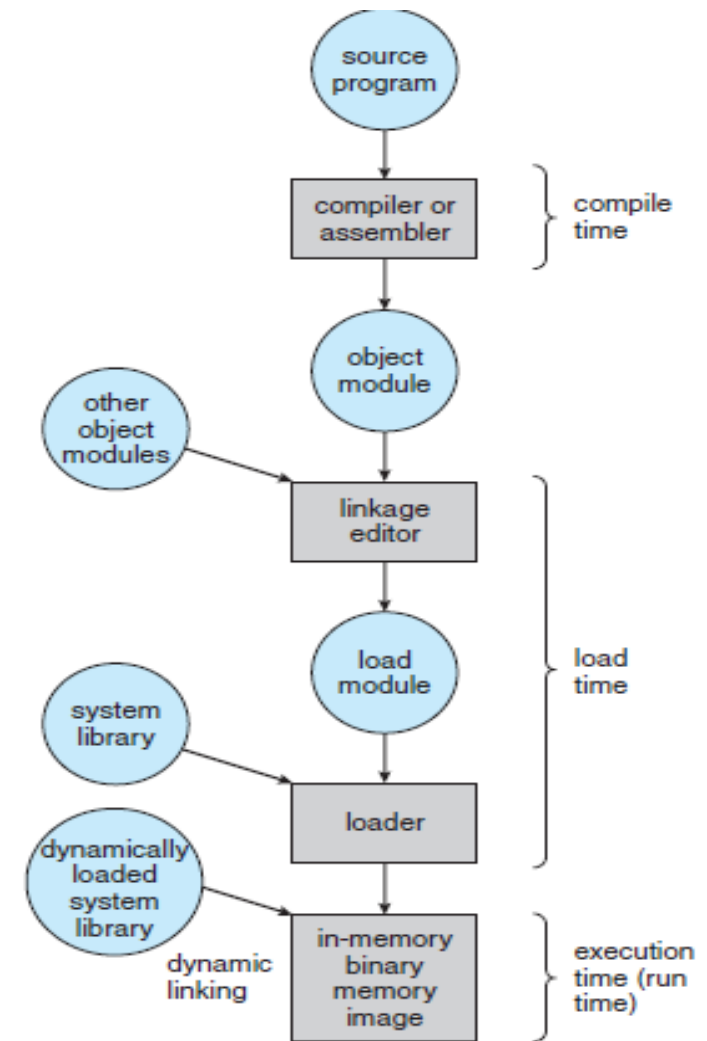 source
program
compiler or
assembler
compile
time
object
module
other
object
modules
linkage
editor
load
module
load
time
system
library
loader
dynamically
loaded
system
library
dynamic
linking
in-memory
binary
memory
image
execution
time (run
time)